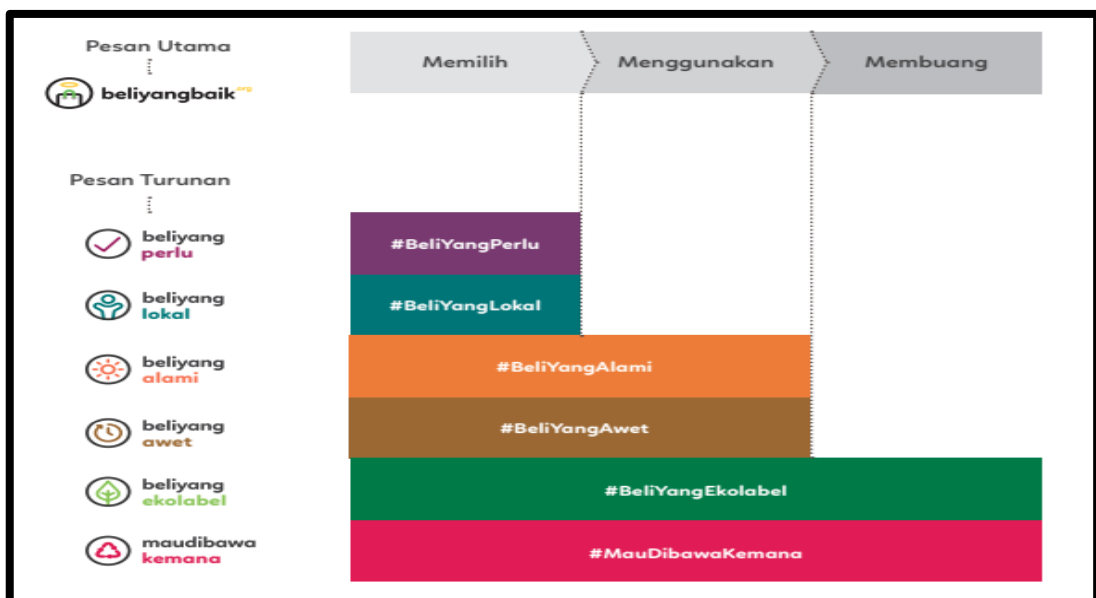 Pesan Utama
beliyangbaik.org
Memilih
Menggunakan
Membuang
Pesan Turunan
beliyang
perlu
#BeliYangPerlu
beliyang
lokal
#BeliYangLokal
beliyang
alami
#BeliYangAlami
beliyang
awet
#BeliYangAwet
beliyang
ekolabel
#BeliYangEkolabel
maudibawa
kemana
#MauDibawaKemana